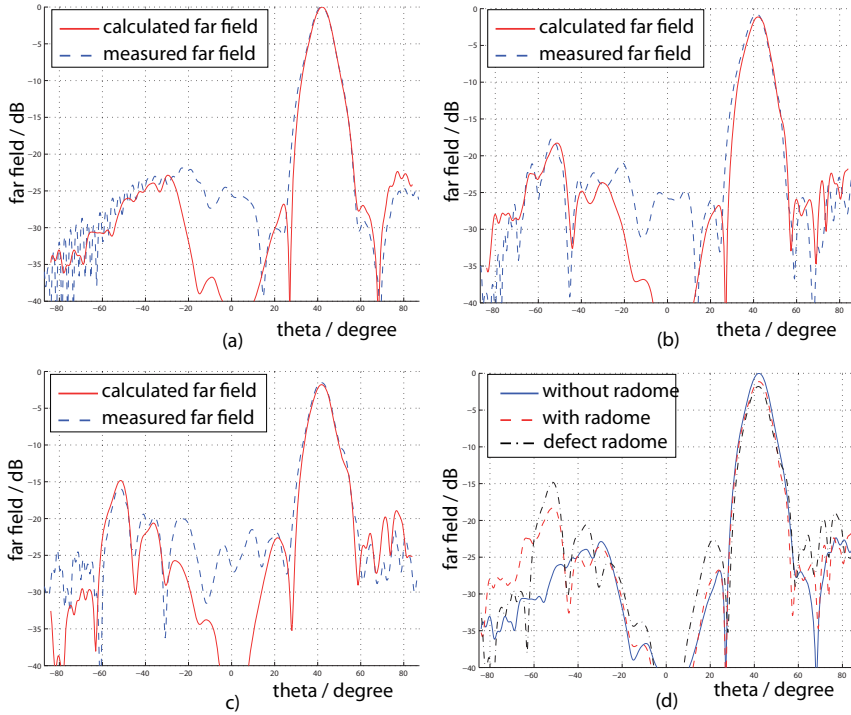 calculated far field
measured far field
far field / dB
0
−5
−10
−15
−20
−25
−30
−35
−40
−80 −60 −40 −20 0 20 40 60 80
theta / degree
(a)
calculated far field
measured far field
far field / dB
0
−5
−10
−15
−20
−25
−30
−35
−40
−80 −60 −40 −20 0 20 40 60 80
theta / degree
(b)
calculated far field
measured far field
far field / dB
0
−5
−10
−15
−20
−25
−30
−35
−40
−80 −60 −40 −20 0 20 40 60 80
theta / degree
c)
without radome
with radome
defect radome
far field / dB
0
−5
−10
−15
−20
−25
−30
−35
−40
−80 −60 −40 −20 0 20 40 60 80
theta / degree
(d)